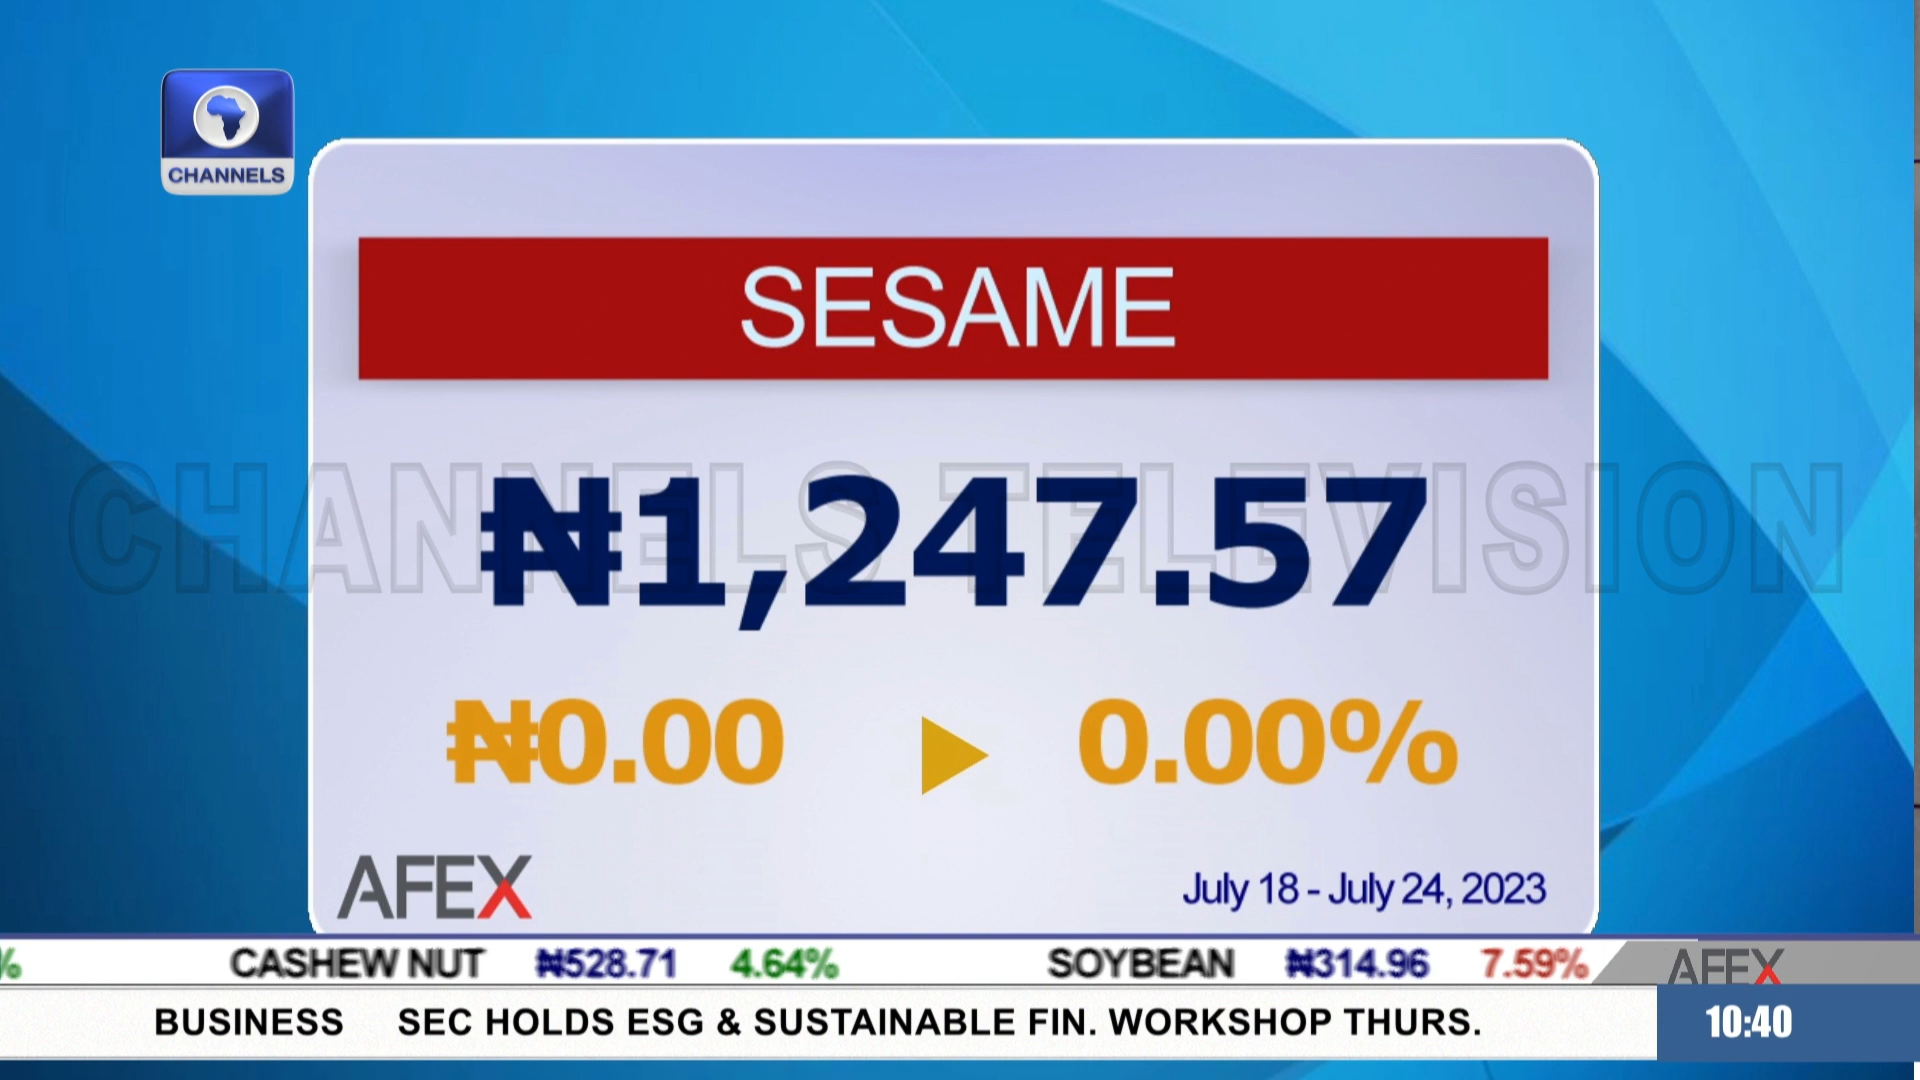 CHANNELS
SESAME
CHANNELS TELEVISION
₦1,247.57
₦0.00 ▶ 0.00%
AFEX
July 18 - July 24, 2023
% CASHEW NUT ₦528.71 4.64% SOYBEAN ₦314.96 7.59% AFEX
BUSINESS SEC HOLDS ESG & SUSTAINABLE FIN. WORKSHOP THURS. 10:40